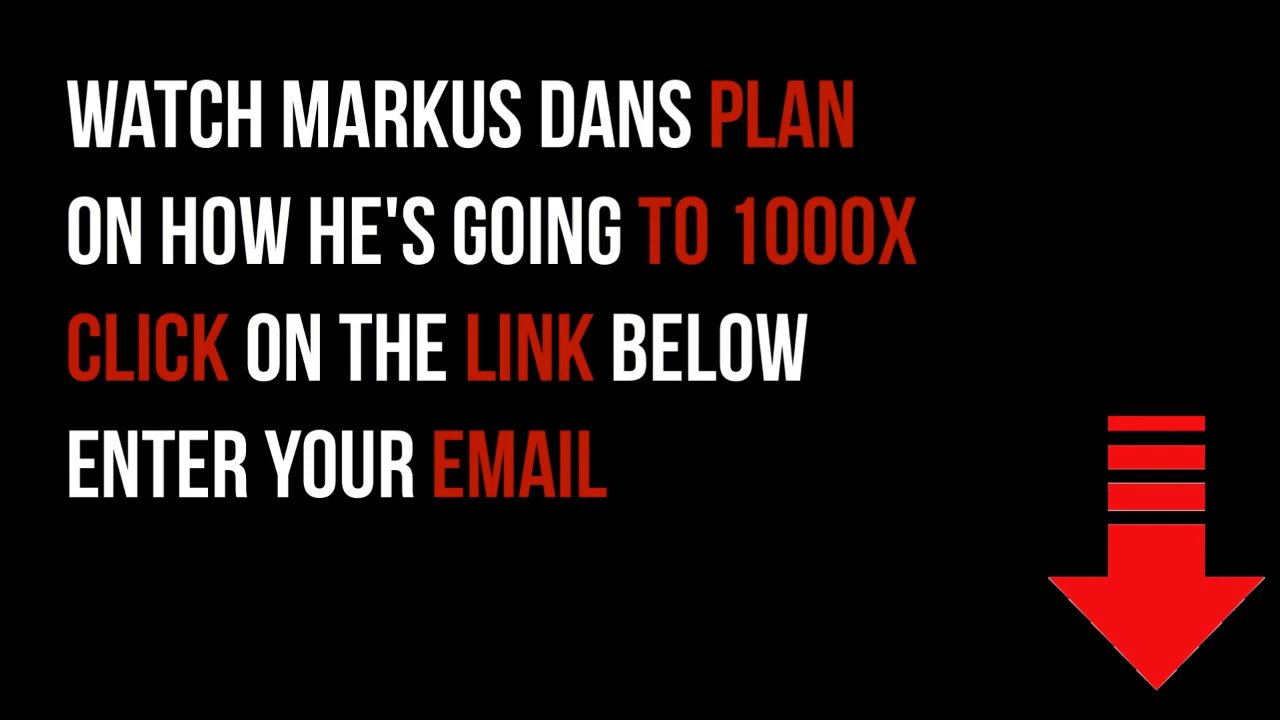 WATCH MARKUS DANS PLAN
ON HOW HE'S GOING TO 1000X
CLICK ON THE LINK BELOW
ENTER YOUR EMAIL